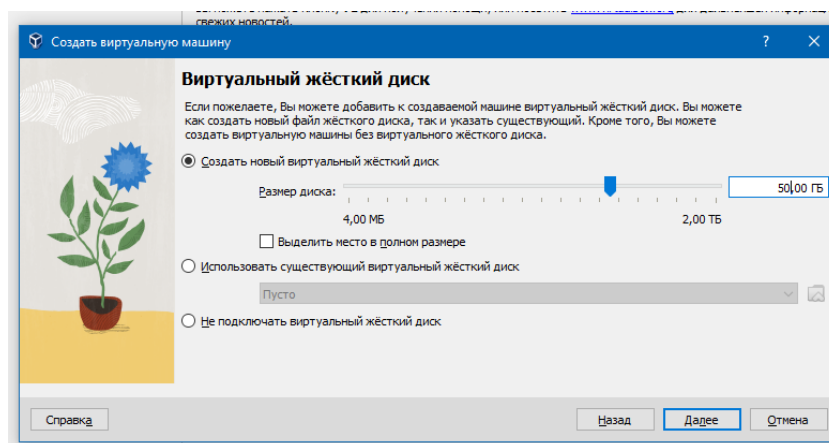 свежих новостей.
Создать виртуальную машину
?
Виртуальный жёсткий диск
Если пожелаете, Вы можете добавить к создаваемой машине виртуальный жёсткий диск. Вы можете
как создать новый файл жёсткого диска, так и указать существующий. Кроме того, Вы можете
создать виртуальную машины без виртуального жёсткого диска.
Создать новый виртуальный жёсткий диск
Размер диска:
50,00 ГБ
4,00 МБ 2,00 ТБ
Выделить место в полном размере
Использовать существующий виртуальный жёсткий диск
Пусто
Не подключать виртуальный жёсткий диск
Справка Назад Далее Отмена